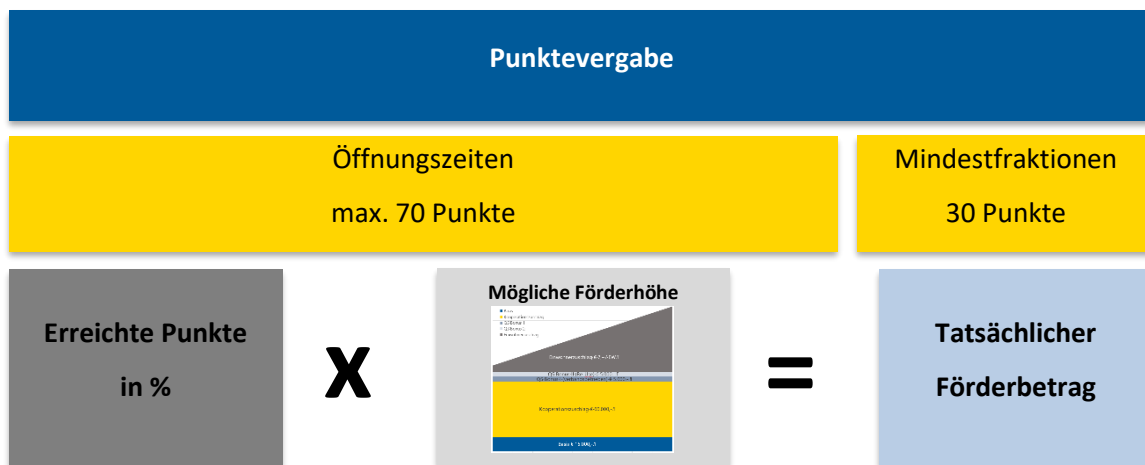 Punktevergabe
Öffnungszeiten
max. 70 Punkte
Mindestfraktionen
30 Punkte
Erreichte Punkte
in %
x
Mögliche Förderhöhe
=
Tatsächlicher
Förderbetrag